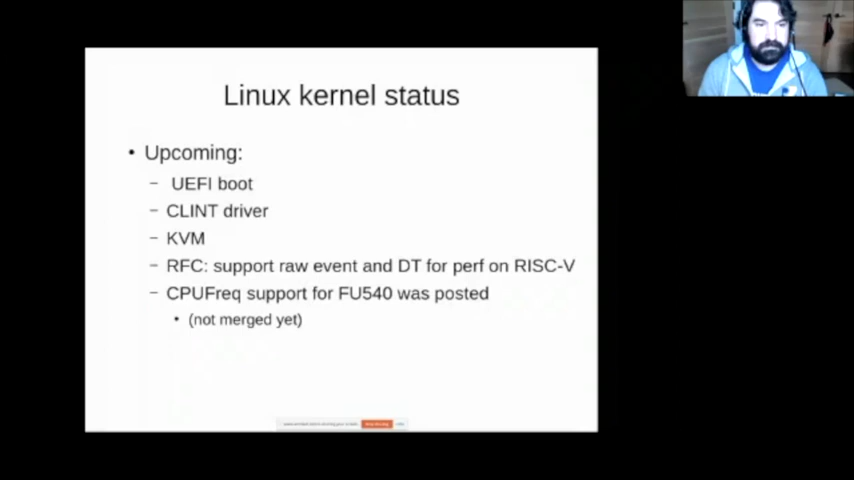 Linux kernel status
• Upcoming:
– UEFI boot
– CLINT driver
– KVM
– RFC: support raw event and DT for perf on RISC-V
– CPUFreq support for FU540 was posted
• (not merged yet)